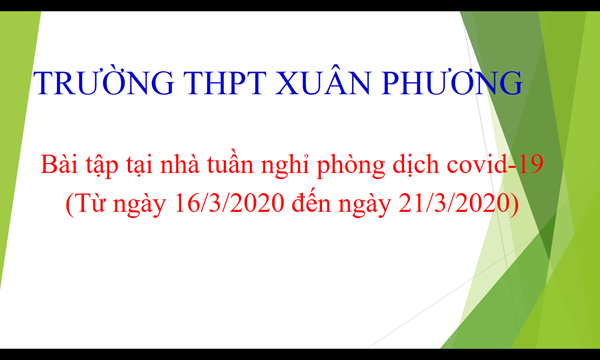 TRƯỜNG THPT XUÂN PHƯƠNG
Bài tập tại nhà tuần nghỉ phòng dịch covid-19
(Từ ngày 16/3/2020 đến ngày 21/3/2020)